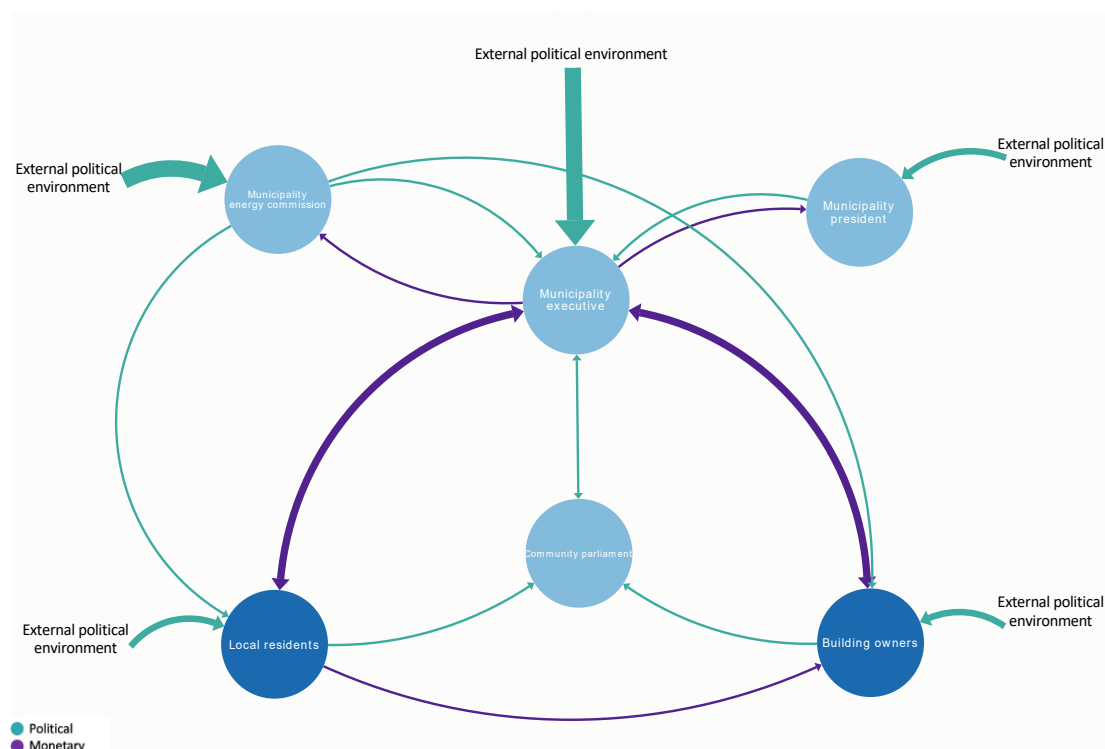 External political environment
External political
environment
Municipality
energy commission
External political
environment
Municipality
president
Municipality
executive
Community parliament
External political
environment
Local residents
Building owners
External political
environment
Political
Monetary